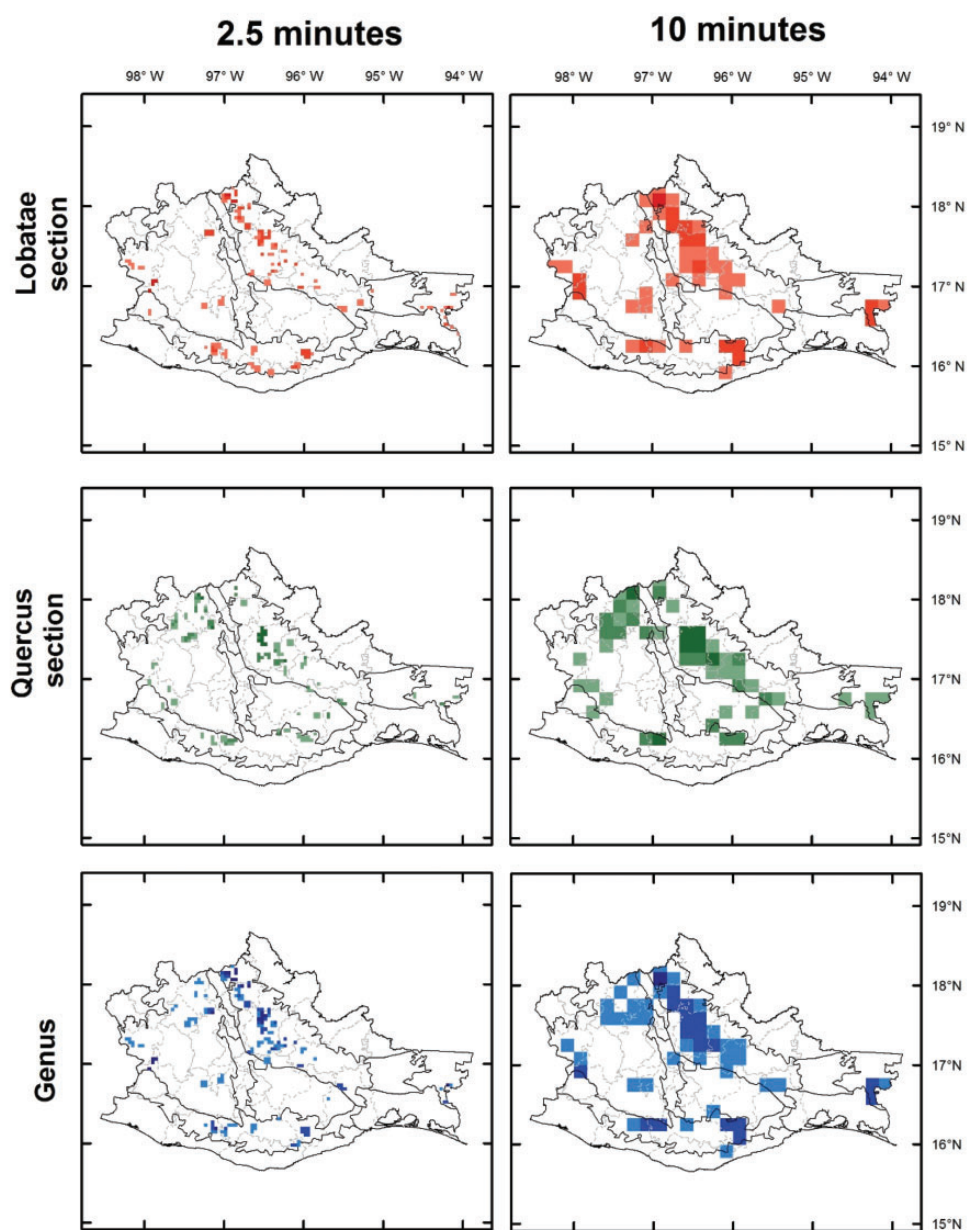 2.5 minutes
10 minutes
98° W 97° W 96° W 95° W 94° W
98° W 97° W 96° W 95° W 94° W
Lobatae
section
19° N
18° N
17° N
16° N
15° N
Quercus
section
19° N
18° N
17° N
16° N
15° N
Genus
19°N
18°N
17°N
16°N
15°N